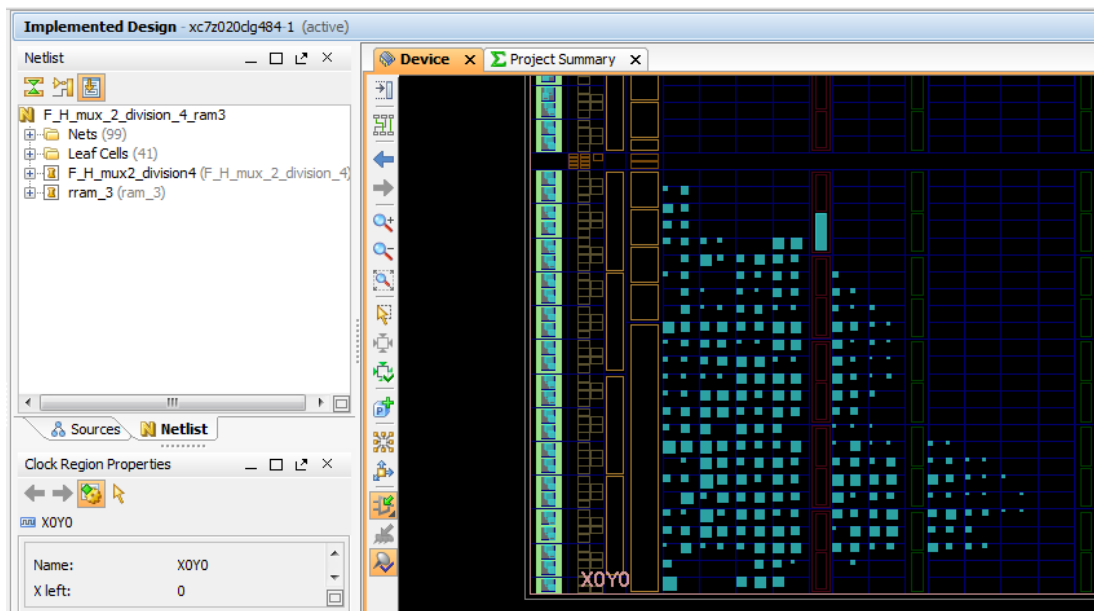 Implemented Design - xc7z020clg484-1 (active)
Netlist
F_H_mux_2_division_4_ram3
Nets (99)
Leaf Cells (41)
F_H_mux2_division4 (F_H_mux_2_division_4)
rram_3 (ram_3)
Sources
Netlist
Clock Region Properties
X0Y0
Name: X0Y0
X left: 0
Device
Project Summary
X0Y0